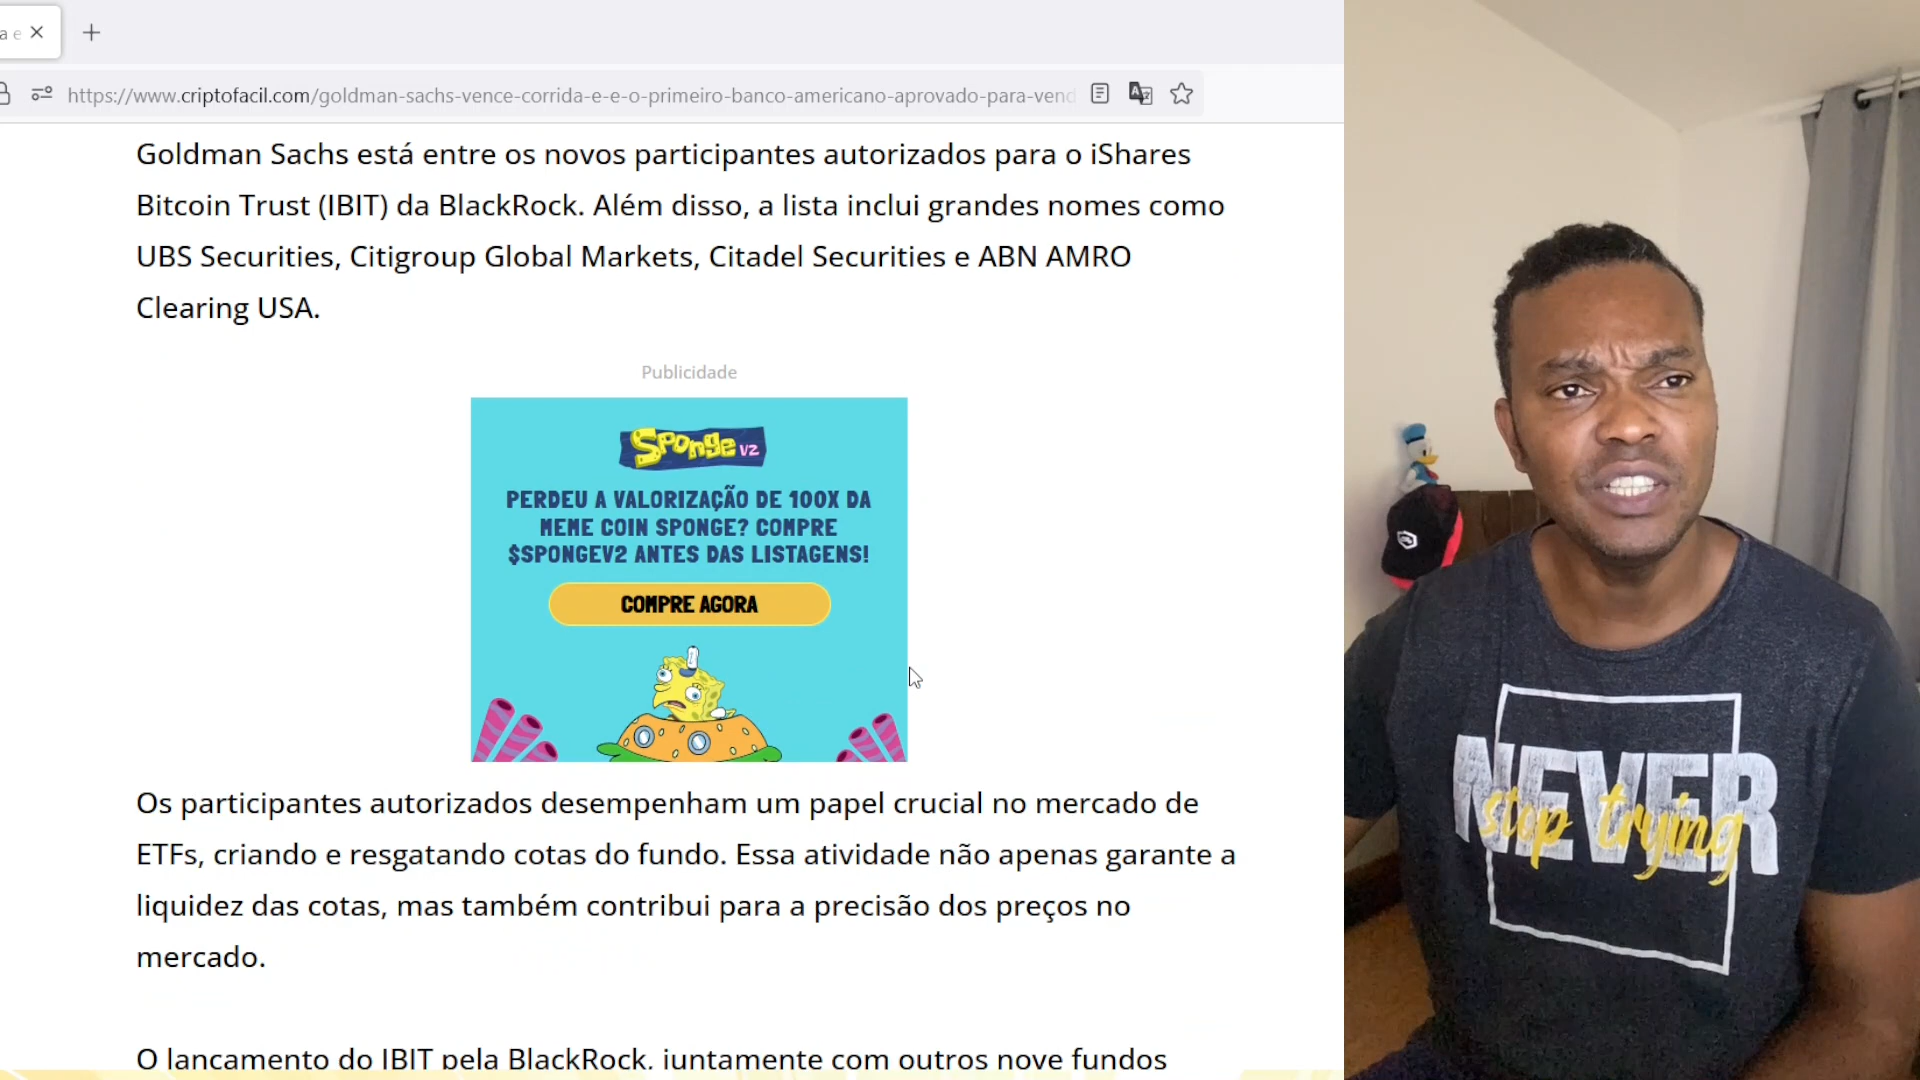 a e
https://www.criptofacil.com/goldman-sachs-vence-corrida-e-e-o-primeiro-banco-americano-aprovado-para-vend
Goldman Sachs está entre os novos participantes autorizados para o iShares
Bitcoin Trust (IBIT) da BlackRock. Além disso, a lista inclui grandes nomes como
UBS Securities, Citigroup Global Markets, Citadel Securities e ABN AMRO
Clearing USA.
Publicidade
Sponge V2
PERDEU A VALORIZAÇÃO DE 100X DA
MEME COIN SPONGE? COMPRE
$SPONGEV2 ANTES DAS LISTAGENS!
COMPRE AGORA
Os participantes autorizados desempenham um papel crucial no mercado de
ETFs, criando e resgatando cotas do fundo. Essa atividade não apenas garante a
liquidez das cotas, mas também contribui para a precisão dos preços no
mercado.
O lançamento do IBIT pela BlackRock, juntamente com outros nove fundos
NEVER
stop trying